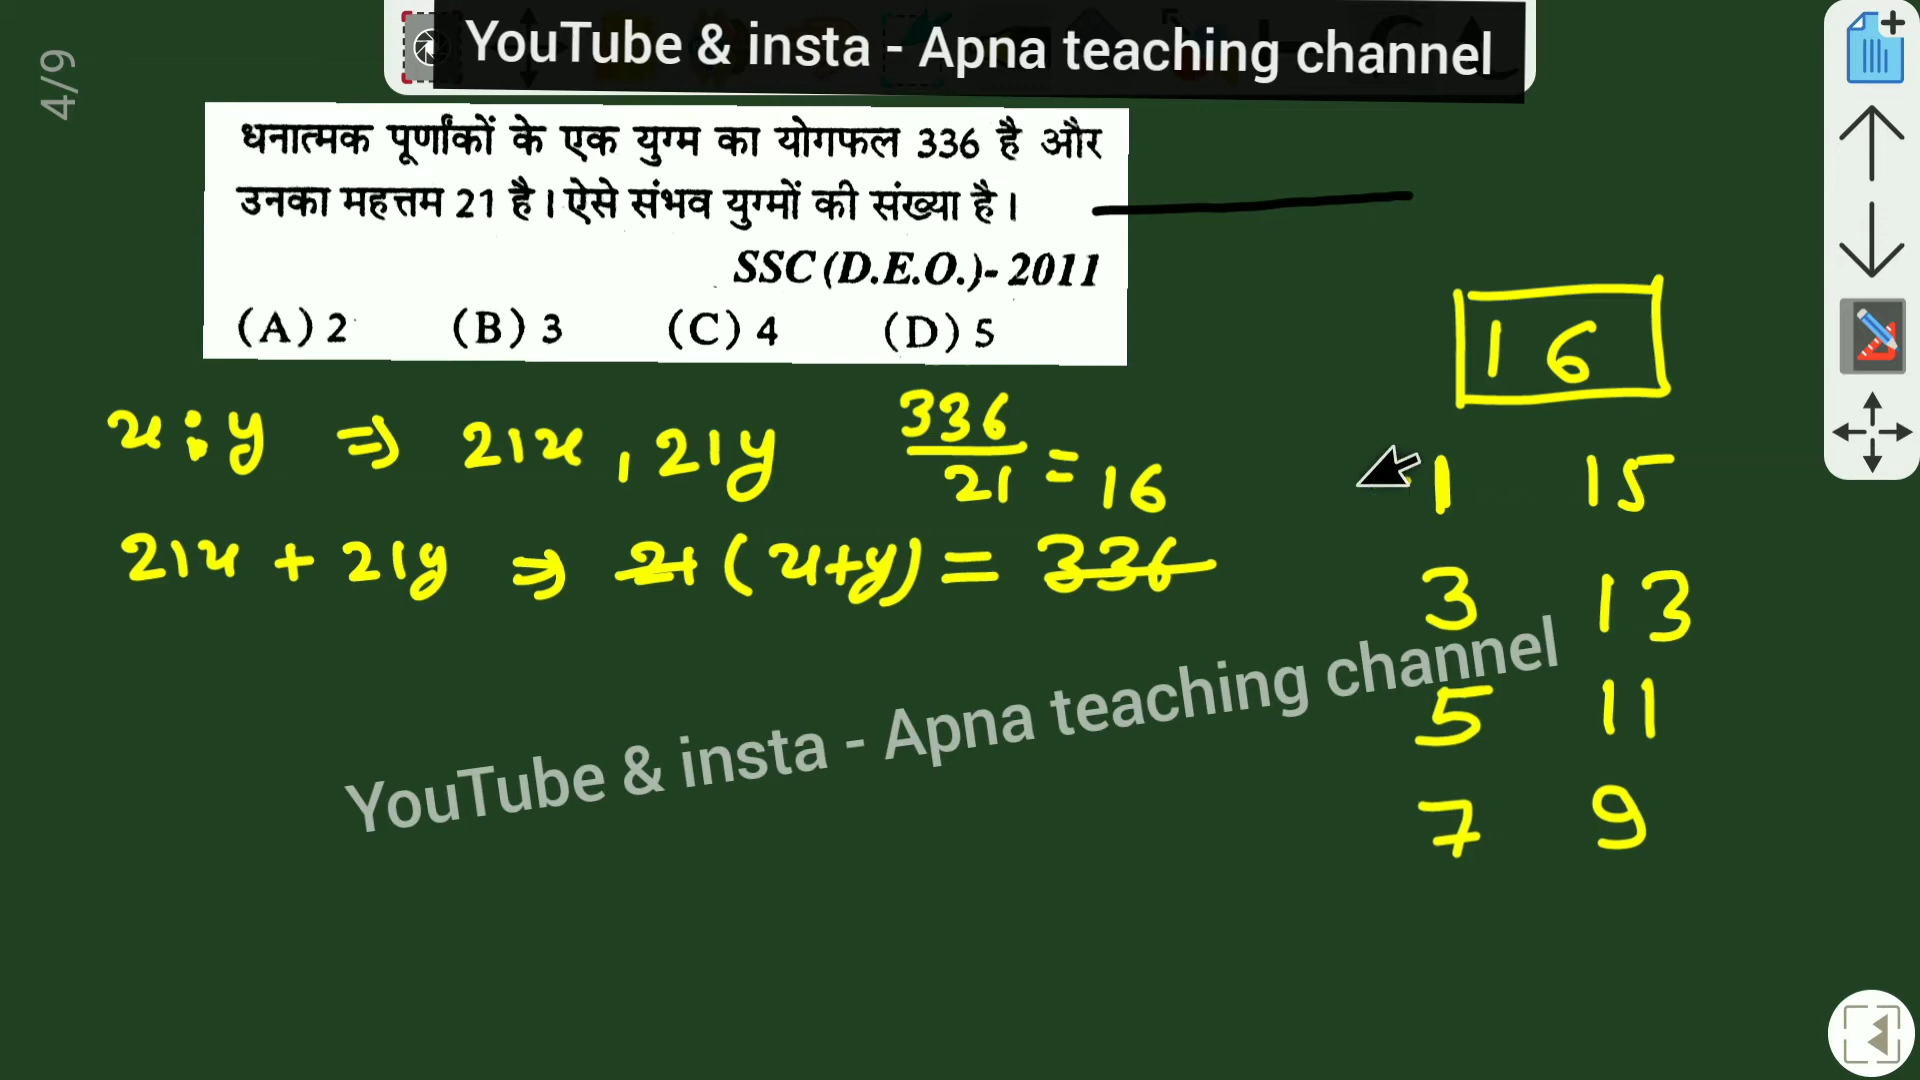 YouTube & insta - Apna teaching channel
4/9
धनात्मक पूर्णांकों के एक युग्म का योगफल 336 है और
उनका महत्तम 21 है। ऐसे संभव युग्मों की संख्या है।
SSC (D.E.O.)- 2011
(A) 2 (B) 3 (C) 4 (D) 5
16
x : y ⇒ 21x , 21y 336/21 = 16
21x + 21y ⇒ 21 (x+y) = 336
1 15
3 13
5 11
7 9
YouTube & insta - Apna teaching channel